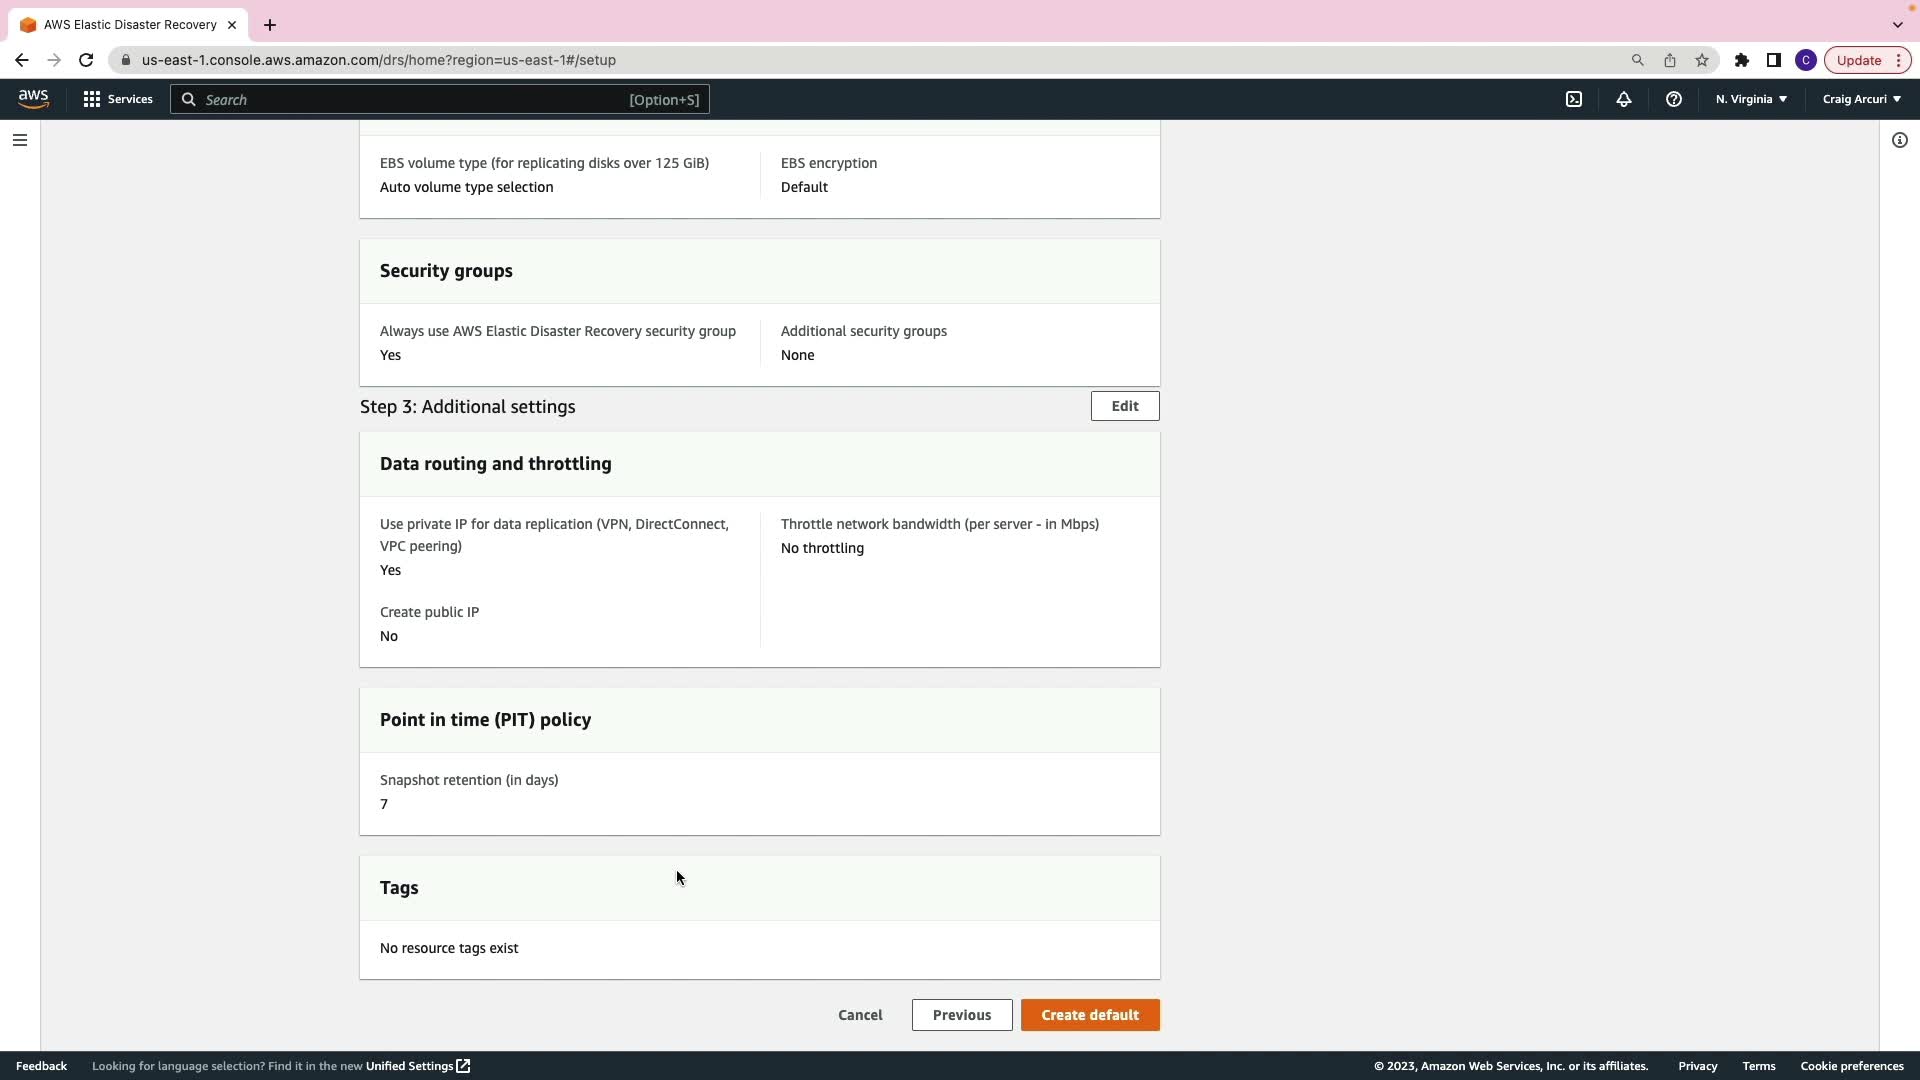 AWS Elastic Disaster Recovery
us-east-1.console.aws.amazon.com/drs/home?region=us-east-1#/setup
C
Update
aws
Services
Search
[Option+S]
N. Virginia
Craig Arcuri
EBS volume type (for replicating disks over 125 GiB)
Auto volume type selection
EBS encryption
Default
Security groups
Always use AWS Elastic Disaster Recovery security group
Yes
Additional security groups
None
Step 3: Additional settings
Edit
Data routing and throttling
Use private IP for data replication (VPN, DirectConnect,
VPC peering)
Yes
Throttle network bandwidth (per server - in Mbps)
No throttling
Create public IP
No
Point in time (PIT) policy
Snapshot retention (in days)
7
Tags
No resource tags exist
Cancel
Previous
Create default
Feedback
Looking for language selection? Find it in the new Unified Settings
© 2023, Amazon Web Services, Inc. or its affiliates.
Privacy
Terms
Cookie preferences